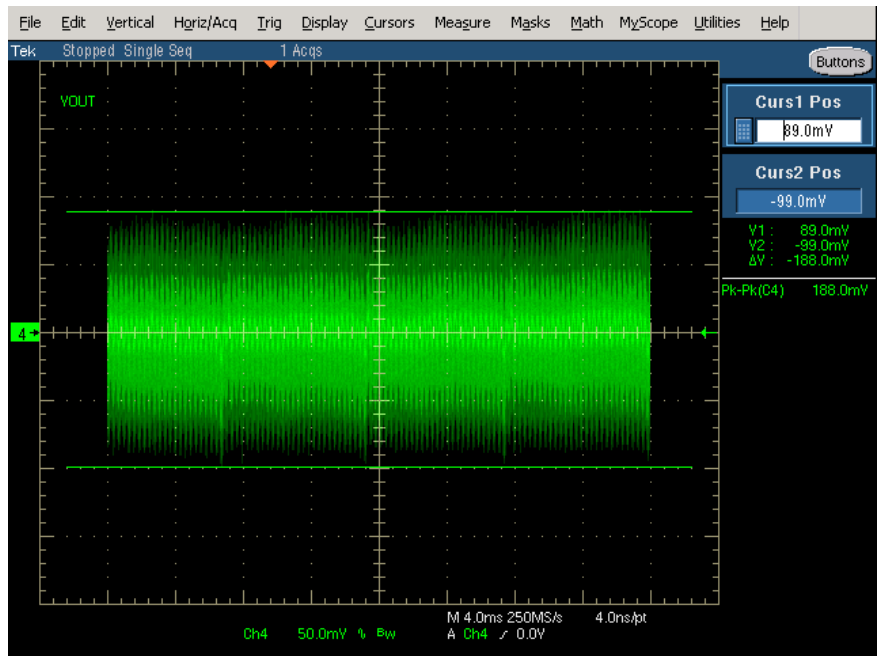 File Edit Vertical Horiz/Acq Trig Display Cursors Measure Masks Math MyScope Utilities Help
Tek Stopped Single Seq 1 Acqs
Buttons
VOUT
Curs1 Pos
89.0mV
Curs2 Pos
-99.0mV
V1 : 89.0mV
V2 : -99.0mV
ΔV : -188.0mV
Pk-Pk(C4) 188.0mV
4
M 4.0ms 250MS/s 4.0ns/pt
Ch4 50.0mV ∿ Bw A Ch4 ∕ 0.0V